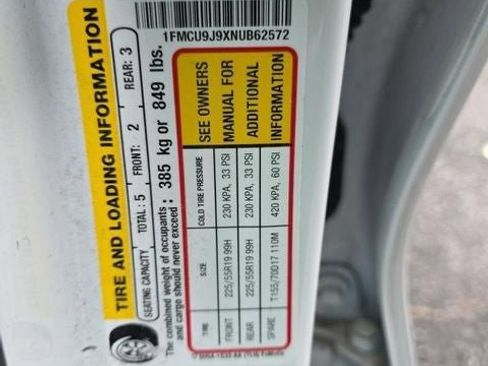 TIRE AND LOADING INFORMATION
SEATING CAPACITY TOTAL: 5 FRONT: 2 REAR: 3
The combined weight of occupants and cargo should never exceed : 385 kg or 849 lbs.
TIRE SIZE COLD TIRE PRESSURE SEE OWNERS
FRONT 225/55R19 99H 230 KPA, 33 PSI MANUAL FOR
REAR 225/55R19 99H 230 KPA, 33 PSI ADDITIONAL
SPARE T155/70D17 110M 420 KPA, 60 PSI INFORMATION
1FMCU9J9XNUB62572